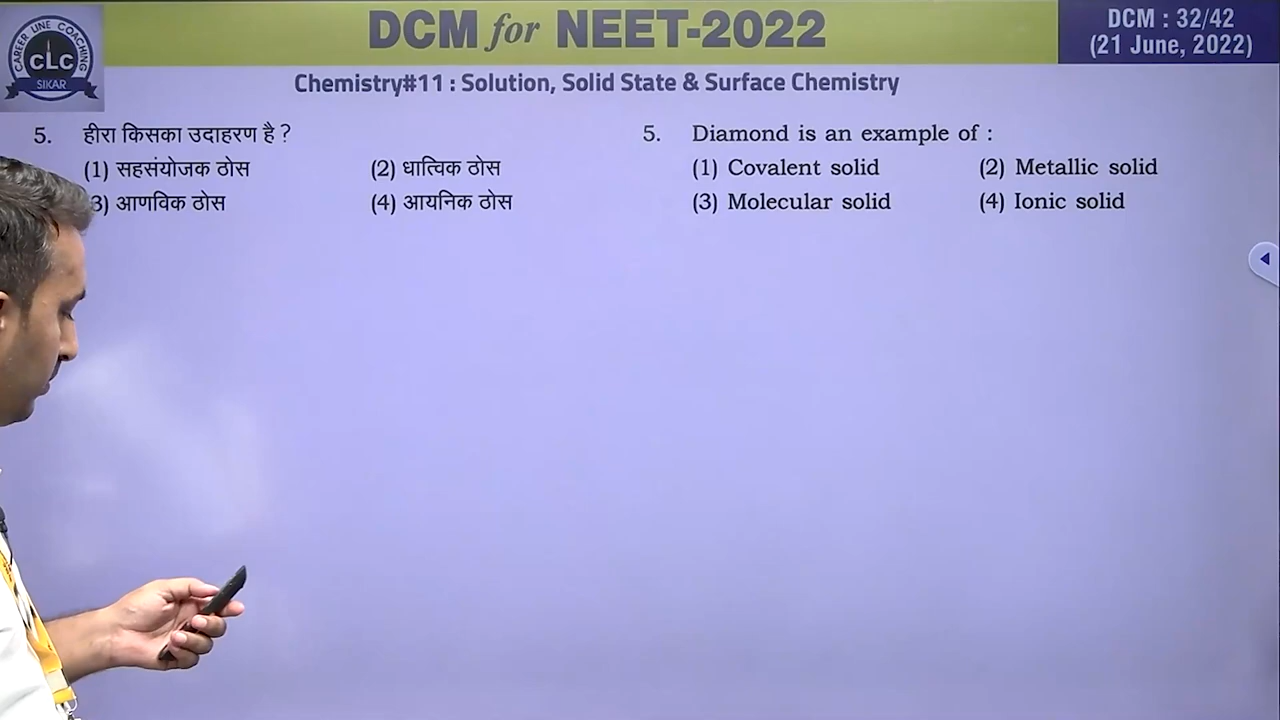 CAREER LINE COACHING
CLC
SIKAR
DCM for NEET-2022
DCM : 32/42
(21 June, 2022)
Chemistry#11 : Solution, Solid State & Surface Chemistry
5. हीरा किसका उदाहरण है ?
(1) सहसंयोजक ठोस (2) धात्विक ठोस
3) आणविक ठोस (4) आयनिक ठोस
5. Diamond is an example of :
(1) Covalent solid (2) Metallic solid
(3) Molecular solid (4) Ionic solid